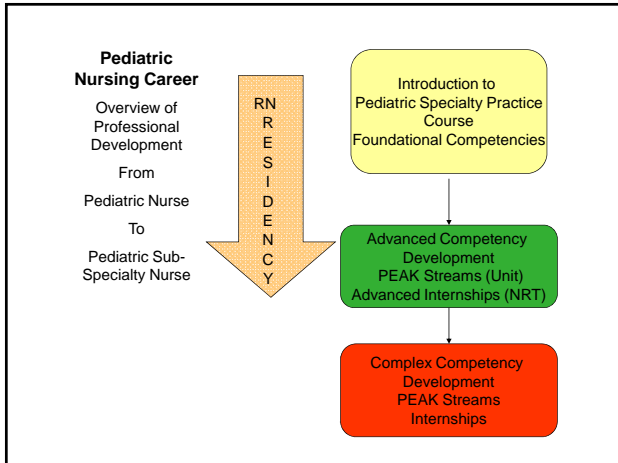 Pediatric
Nursing Career
Overview of
Professional
Development
From
Pediatric Nurse
To
Pediatric Sub-
Specialty Nurse
RN
R
E
S
I
D
E
N
C
Y
Introduction to
Pediatric Specialty Practice
Course
Foundational Competencies
Advanced Competency
Development
PEAK Streams (Unit)
Advanced Internships (NRT)
Complex Competency
Development
PEAK Streams
Internships